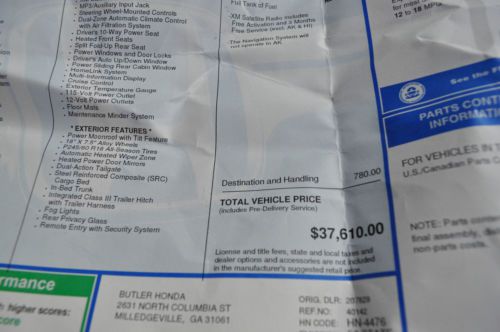 MP3/Auxiliary Input Jack
Steering Wheel-Mounted Controls
Dual-Zone Automatic Climate Control
with Air Filtration System
Driver's 10-Way Power Seat
Heated Front Seats
Split Fold-Up Rear Seat
Power Windows and Door Locks
Driver's Auto Up/Down Window
Power Sliding Rear Cabin Window
HomeLink System
Multi-Information Display
Cruise Control
Exterior Temperature Gauge
115-Volt Power Outlet
12-Volt Power Outlets
Floor Mats
Maintenance Minder System
* EXTERIOR FEATURES *
Power Moonroof with Tilt Feature
18" X 7.5" Alloy Wheels
P245/60 R18 All-Season Tires
Automatic Heated Wiper Zone
Heated Power Door Mirrors
Dual-Action Tailgate
Steel Reinforced Composite (SRC)
Cargo Bed
In-Bed Trunk
Integrated Class III Trailer Hitch
with Trailer Harness
Fog Lights
Rear Privacy Glass
Remote Entry with Security System
Full Tank of Fuel
XM Satellite Radio includes
Free Activation and 3 Months
Free Service (excl. AK & HI)
The Navigation System will
not operate in AK.
Destination and Handling 780.00
TOTAL VEHICLE PRICE
(includes Pre-Delivery Service)
$37,610.00
License and title fees, state and local taxes and
dealer options and accessories are not included
in the manufacturer's suggested retail price.
12 to 18 MPG
See the
PARTS CONT
INFORMATION
FOR VEHICLES IN T
U.S./Canadian Parts
NOTE: Parts
final assembly,
non-parts costs.
ormance
higher scores:
core
BUTLER HONDA
2631 NORTH COLUMBIA ST
MILLEDGEVILLE, GA 31061
ORIG. DLR: 207828
REF NO: 40142
HN CODE: HN-4476